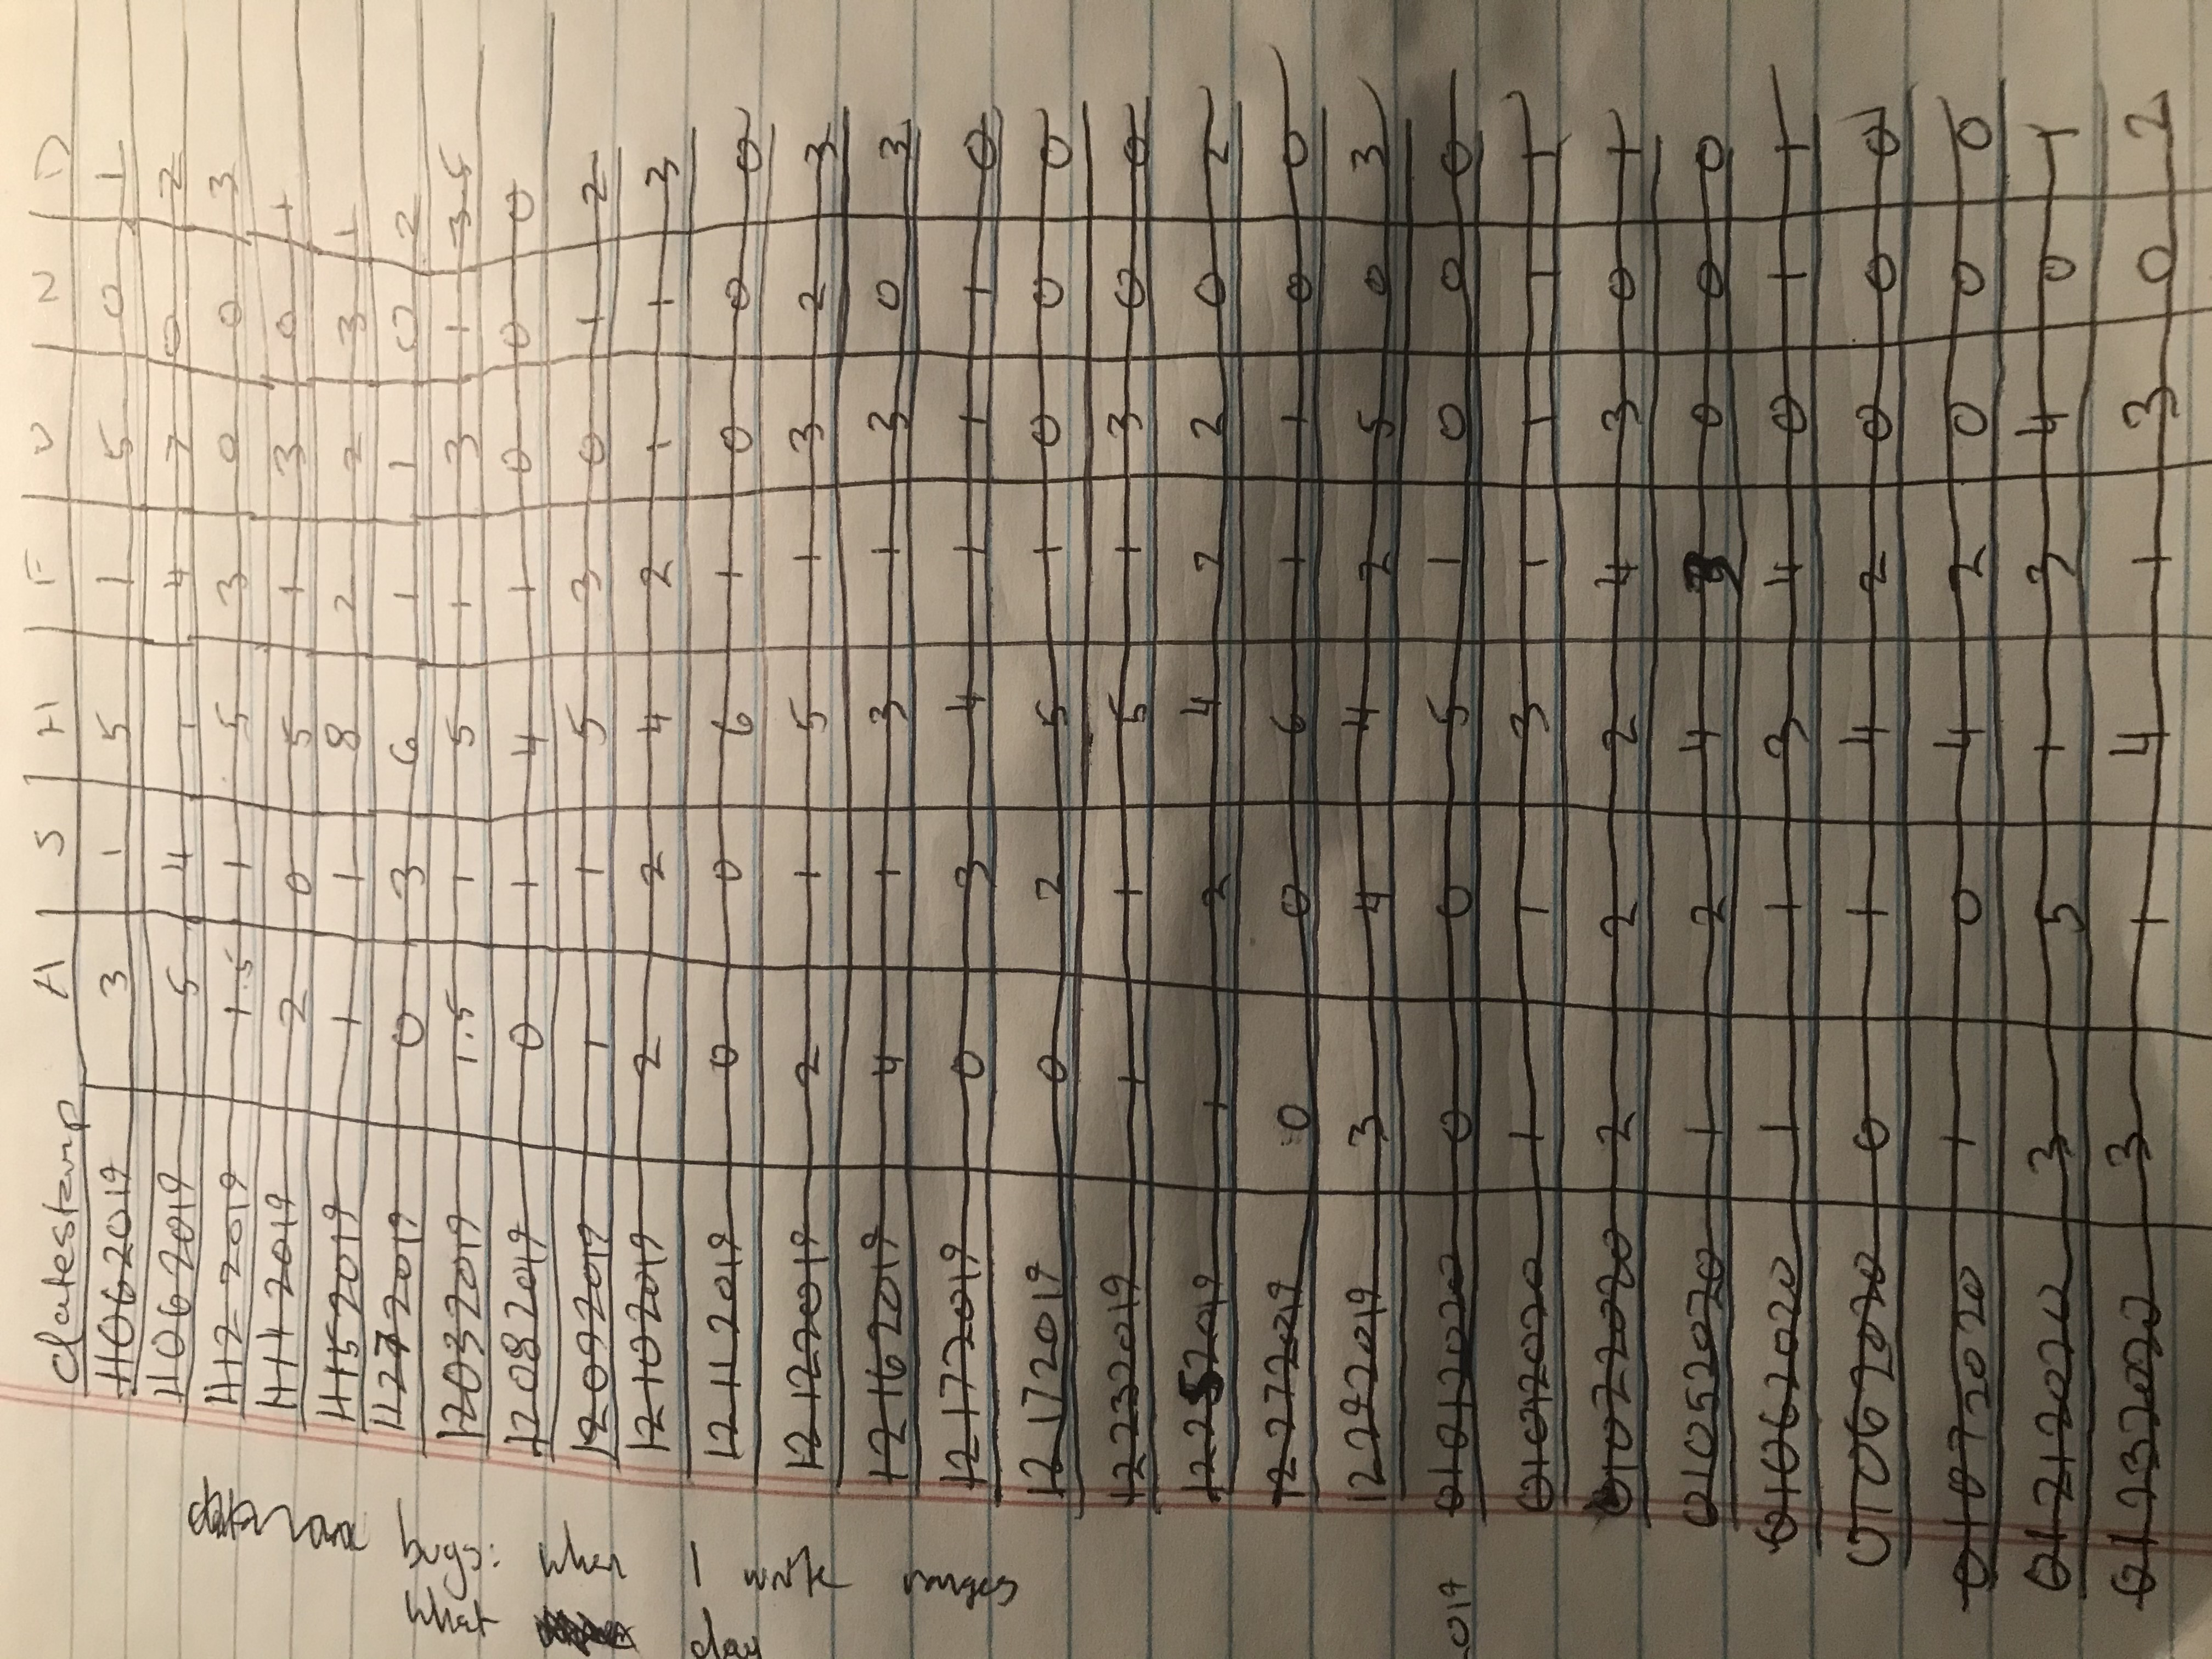 datestamp A S H F V N D
11062019 3 1 5 1 5 0 1
11062019 5 4 1 4 7 0 2
11122019 1.5 1 5 3 0 0 3
11142019 2 0 5 1 3 0 1
11152019 1 1 8 2 2 3 1
11272019 0 3 6 1 1 0 2
12032019 1.5 1 5 1 3 1 3.5
12082019 0 1 4 1 0 0 0
12092019 1 1 5 3 0 1 2
12102019 2 2 4 2 1 1 3
12112019 0 0 6 1 0 0 0
12122019 2 1 5 1 3 2 3
12162019 4 1 3 1 3 0 3
12172019 0 3 4 1 1 1 0
12172019 0 2 5 1 0 0 0
12232019 1 1 5 1 3 0 0
12252019 1 2 4 2 2 0 2
12272019 0 0 6 1 1 0 0
12292019 3 4 4 2 5 0 3
01012020 0 0 5 1 0 0 0
01012020 1 1 3 1 1 1 1
01022020 2 2 2 4 3 0 1
01052020 1 2 4 3 0 0 0
01062020 1 1 3 4 0 1 1
01062020 0 1 4 2 0 0 0
01072020 1 0 4 2 0 0 0
01212020 3 5 1 3 4 0 1
01232020 3 1 4 1 3 0 2
bugs: when I write ranges
what day
2019